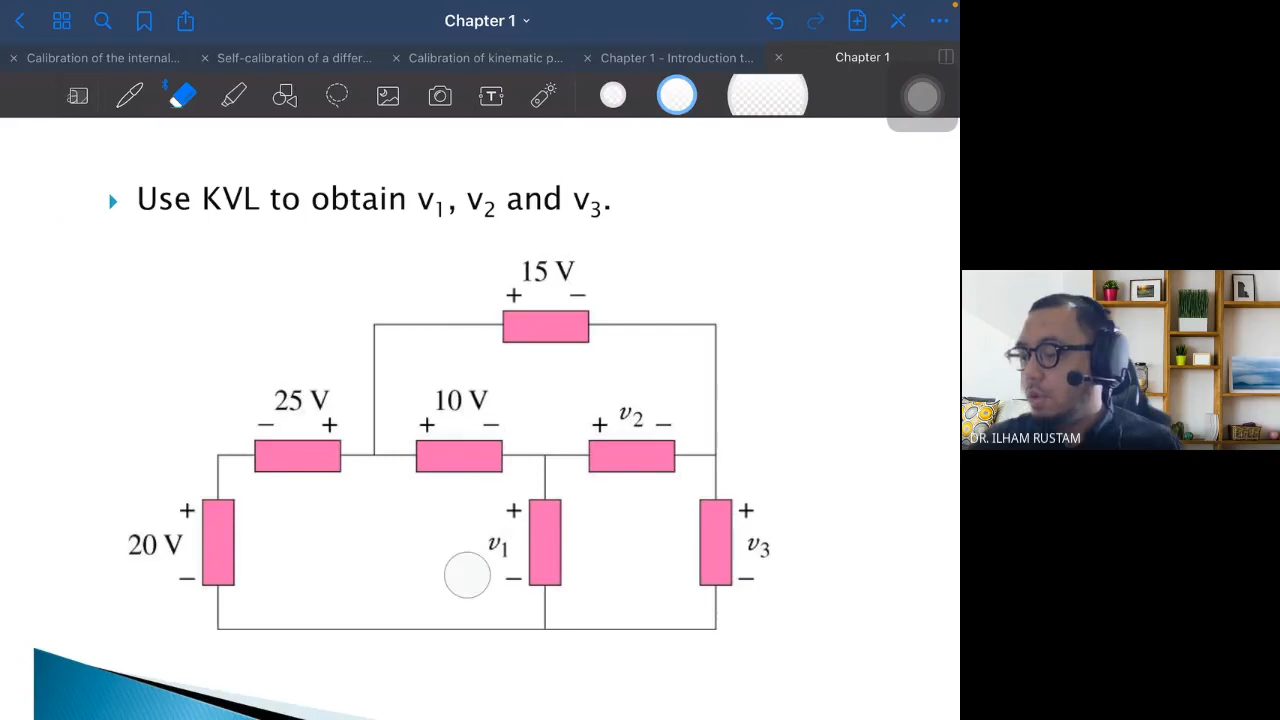 Chapter 1
Calibration of the internal...
Self-calibration of a differ...
Calibration of kinematic p...
Chapter 1 - Introduction t...
Chapter 1
T
Use KVL to obtain v1, v2 and v3.
15 V
+ −
25 V
− +
10 V
+ −
v2
+ −
+
20 V
−
+
v1
−
+
v3
−
DR. ILHAM RUSTAM